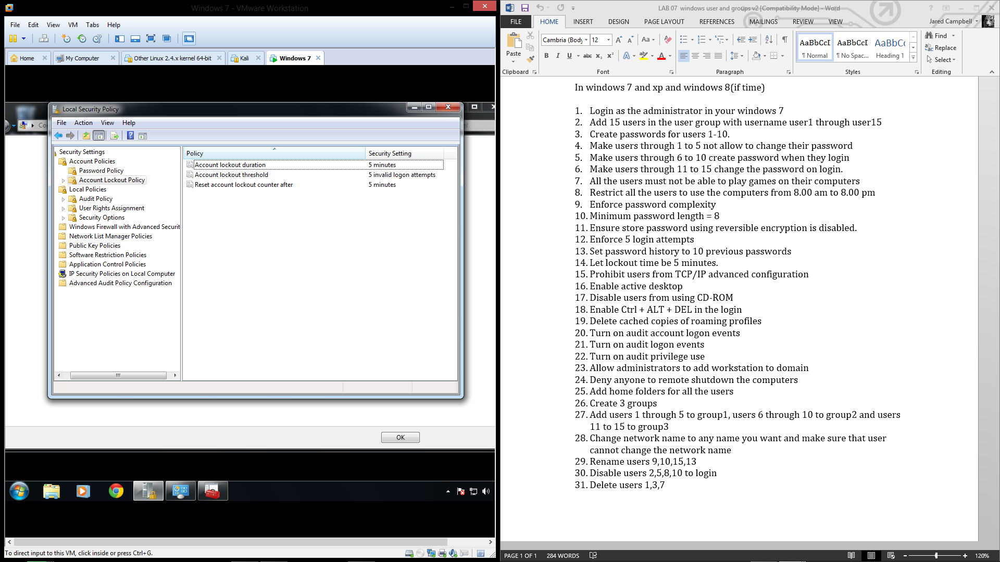 Windows 7 - VMware Workstation
File Edit View VM Tabs Help
Home
My Computer
Other Linux 2.4.x kernel 64-bit
Kali
Windows 7
Local Security Policy
File Action View Help
Security Settings
Account Policies
Password Policy
Account Lockout Policy
Local Policies
Audit Policy
User Rights Assignment
Security Options
Windows Firewall with Advanced Securit
Network List Manager Policies
Public Key Policies
Software Restriction Policies
Application Control Policies
IP Security Policies on Local Computer
Advanced Audit Policy Configuration
Policy Security Setting
Account lockout duration 5 minutes
Account lockout threshold 5 invalid logon attempts
Reset account lockout counter after 5 minutes
OK
To direct input to this VM, click inside or press Ctrl+G.
LAB 07 windows user and groups v2 [Compatibility Mode] - Word
FILE HOME INSERT DESIGN PAGE LAYOUT REFERENCES MAILINGS REVIEW VIEW Jared Campbell
Paste
Clipboard
Cambria (Body 12
Font
Paragraph
AaBbCcI AaBbCcI AaBbC
¶ Normal ¶ No Spac... Heading 1
Styles
Find
Replace
Select
Editing
In windows 7 and xp and windows 8(if time)
1. Login as the administrator in your windows 7
2. Add 15 users in the user group with username user1 through user15
3. Create passwords for users 1-10.
4. Make users through 1 to 5 not allow to change their password
5. Make users through 6 to 10 create password when they login
6. Make users through 11 to 15 change the password on login.
7. All the users must not be able to play games on their computers
8. Restrict all the users to use the computers from 8.00 am to 8.00 pm
9. Enforce password complexity
10. Minimum password length = 8
11. Ensure store password using reversible encryption is disabled.
12. Enforce 5 login attempts
13. Set password history to 10 previous passwords
14. Let lockout time be 5 minutes.
15. Prohibit users from TCP/IP advanced configuration
16. Enable active desktop
17. Disable users from using CD-ROM
18. Enable Ctrl + ALT + DEL in the login
19. Delete cached copies of roaming profiles
20. Turn on audit account logon events
21. Turn on audit logon events
22. Turn on audit privilege use
23. Allow administrators to add workstation to domain
24. Deny anyone to remote shutdown the computers
25. Add home folders for all the users
26. Create 3 groups
27. Add users 1 through 5 to group1, users 6 through 10 to group2 and users
11 to 15 to group3
28. Change network name to any name you want and make sure that user
cannot change the network name
29. Rename users 9,10,15,13
30. Disable users 2,5,8,10 to login
31. Delete users 1,3,7
PAGE 1 OF 1 284 WORDS 120%